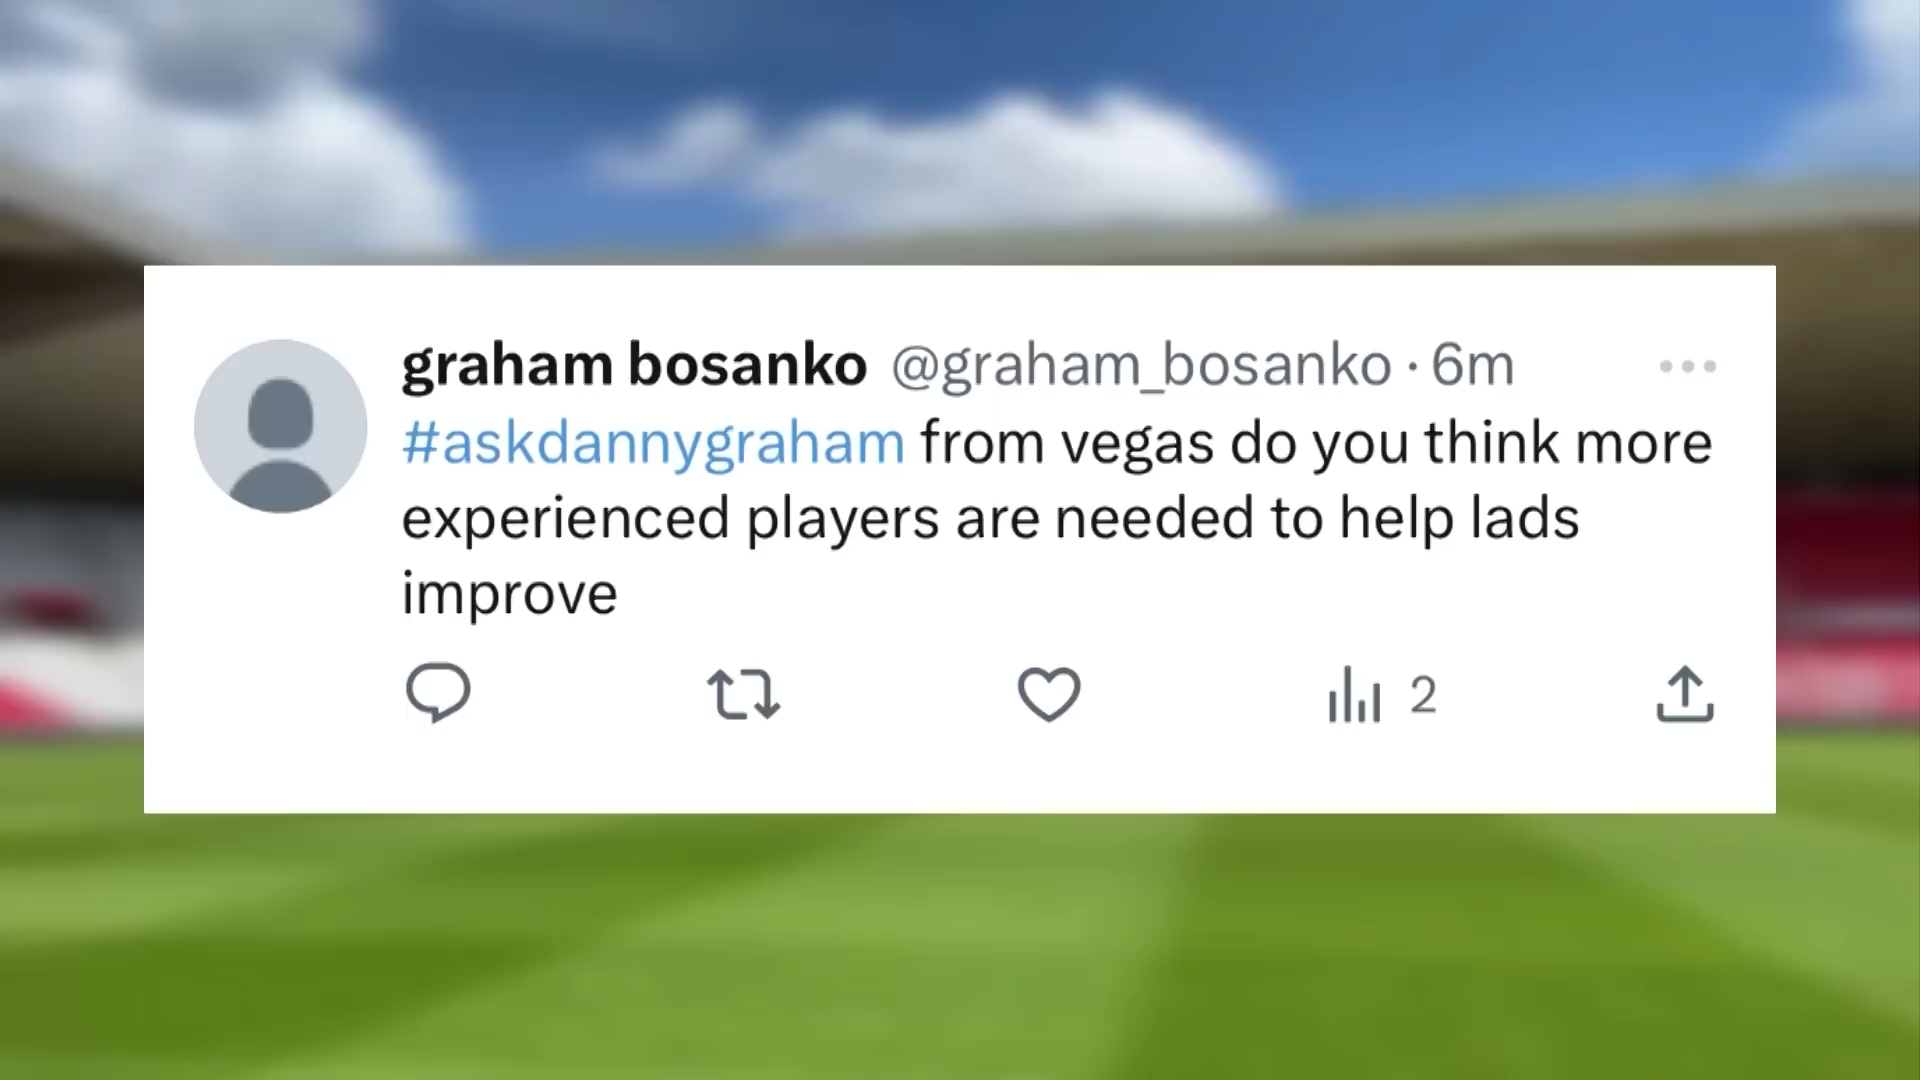 graham bosanko @graham_bosanko · 6m
#askdannygraham from vegas do you think more
experienced players are needed to help lads
improve
2